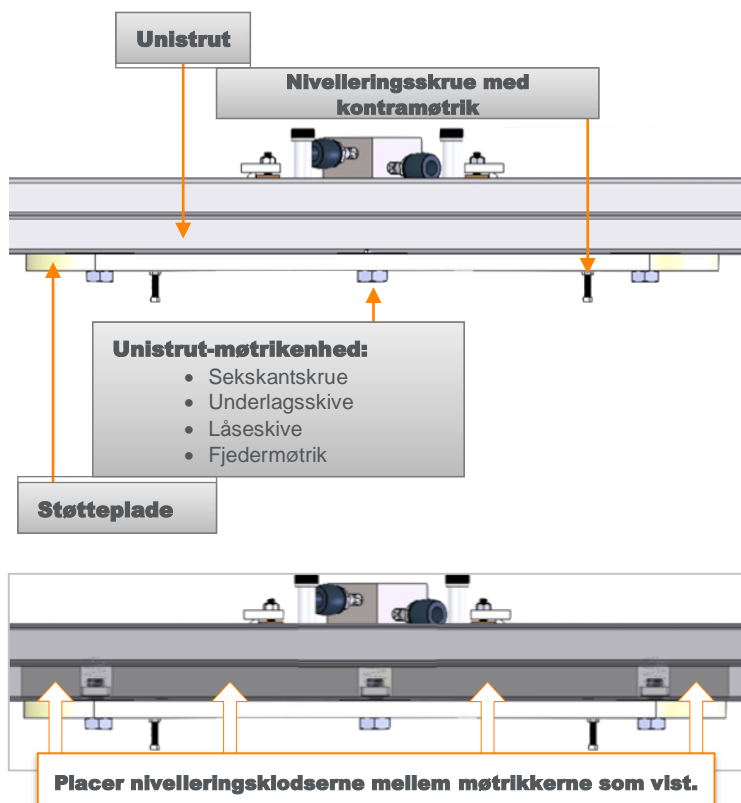 Unistrut
Nivelleringsskrue med
kontramøtrik
Unistrut-møtrikenhed:
• Sekskantskrue
• Underlagsskive
• Låseskive
• Fjedermøtrik
Støtteplade
Placer nivelleringsklodserne mellem møtrikkerne som vist.